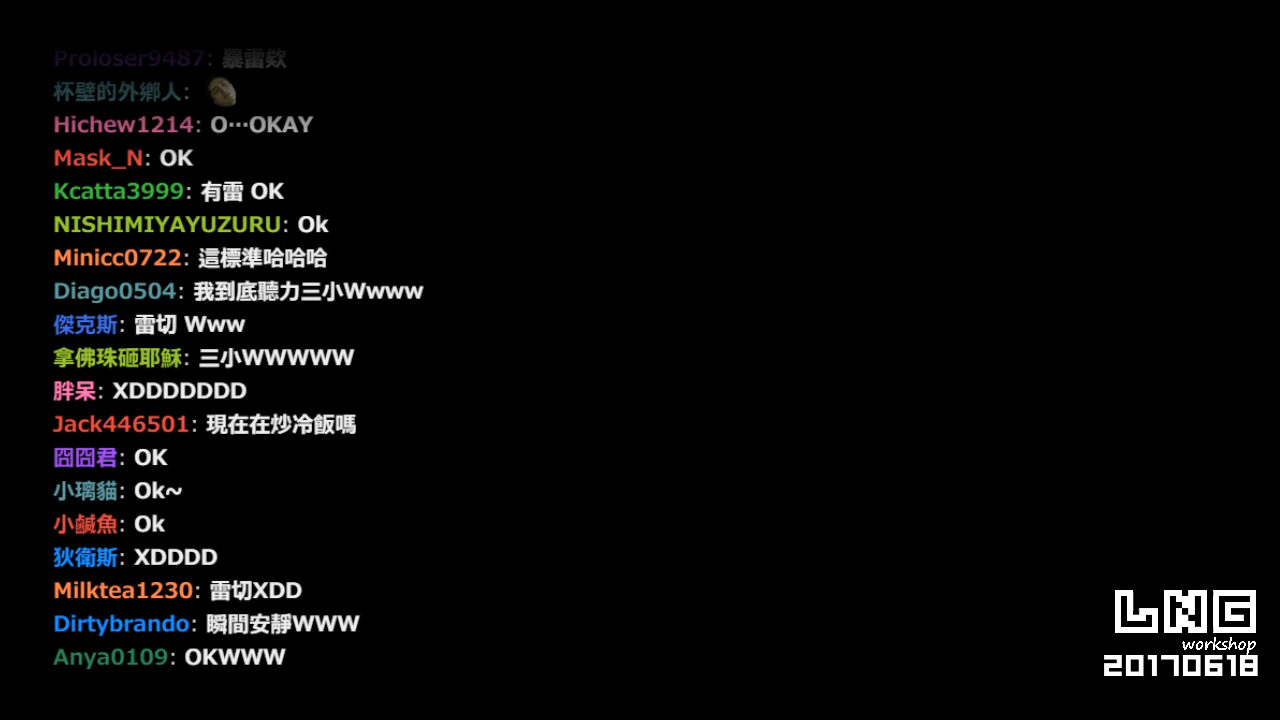 Proloser9487: 暴雷欸
杯壁的外鄉人:
Hichew1214: O…OKAY
Mask_N: OK
Kcatta3999: 有雷 OK
NISHIMIYAYUZURU: Ok
Minicc0722: 這標準哈哈哈
Diago0504: 我到底聽力三小Wwww
傑克斯: 雷切 Www
拿佛珠砸耶穌: 三小WWWWW
胖呆: XDDDDDDD
Jack446501: 現在在炒冷飯嗎
囧囧君: OK
小璃貓: Ok~
小鹹魚: Ok
狄衛斯: XDDDD
Milktea1230: 雷切XDD
Dirtybrando: 瞬間安靜WWW
Anya0109: OKWWW
LNG
workshop
20170618